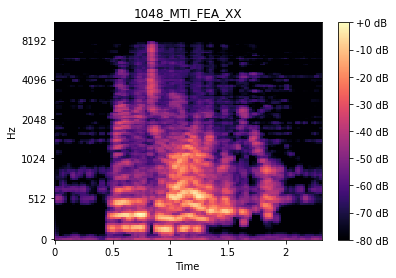 1048_MTI_FEA_XX
+0 dB
8192
-10 dB
4096
-20 dB
-30 dB
2048
Hz
-40 dB
1024
-50 dB
512
-60 dB
-70 dB
0
-80 dB
0 0.5 1 1.5 2
Time